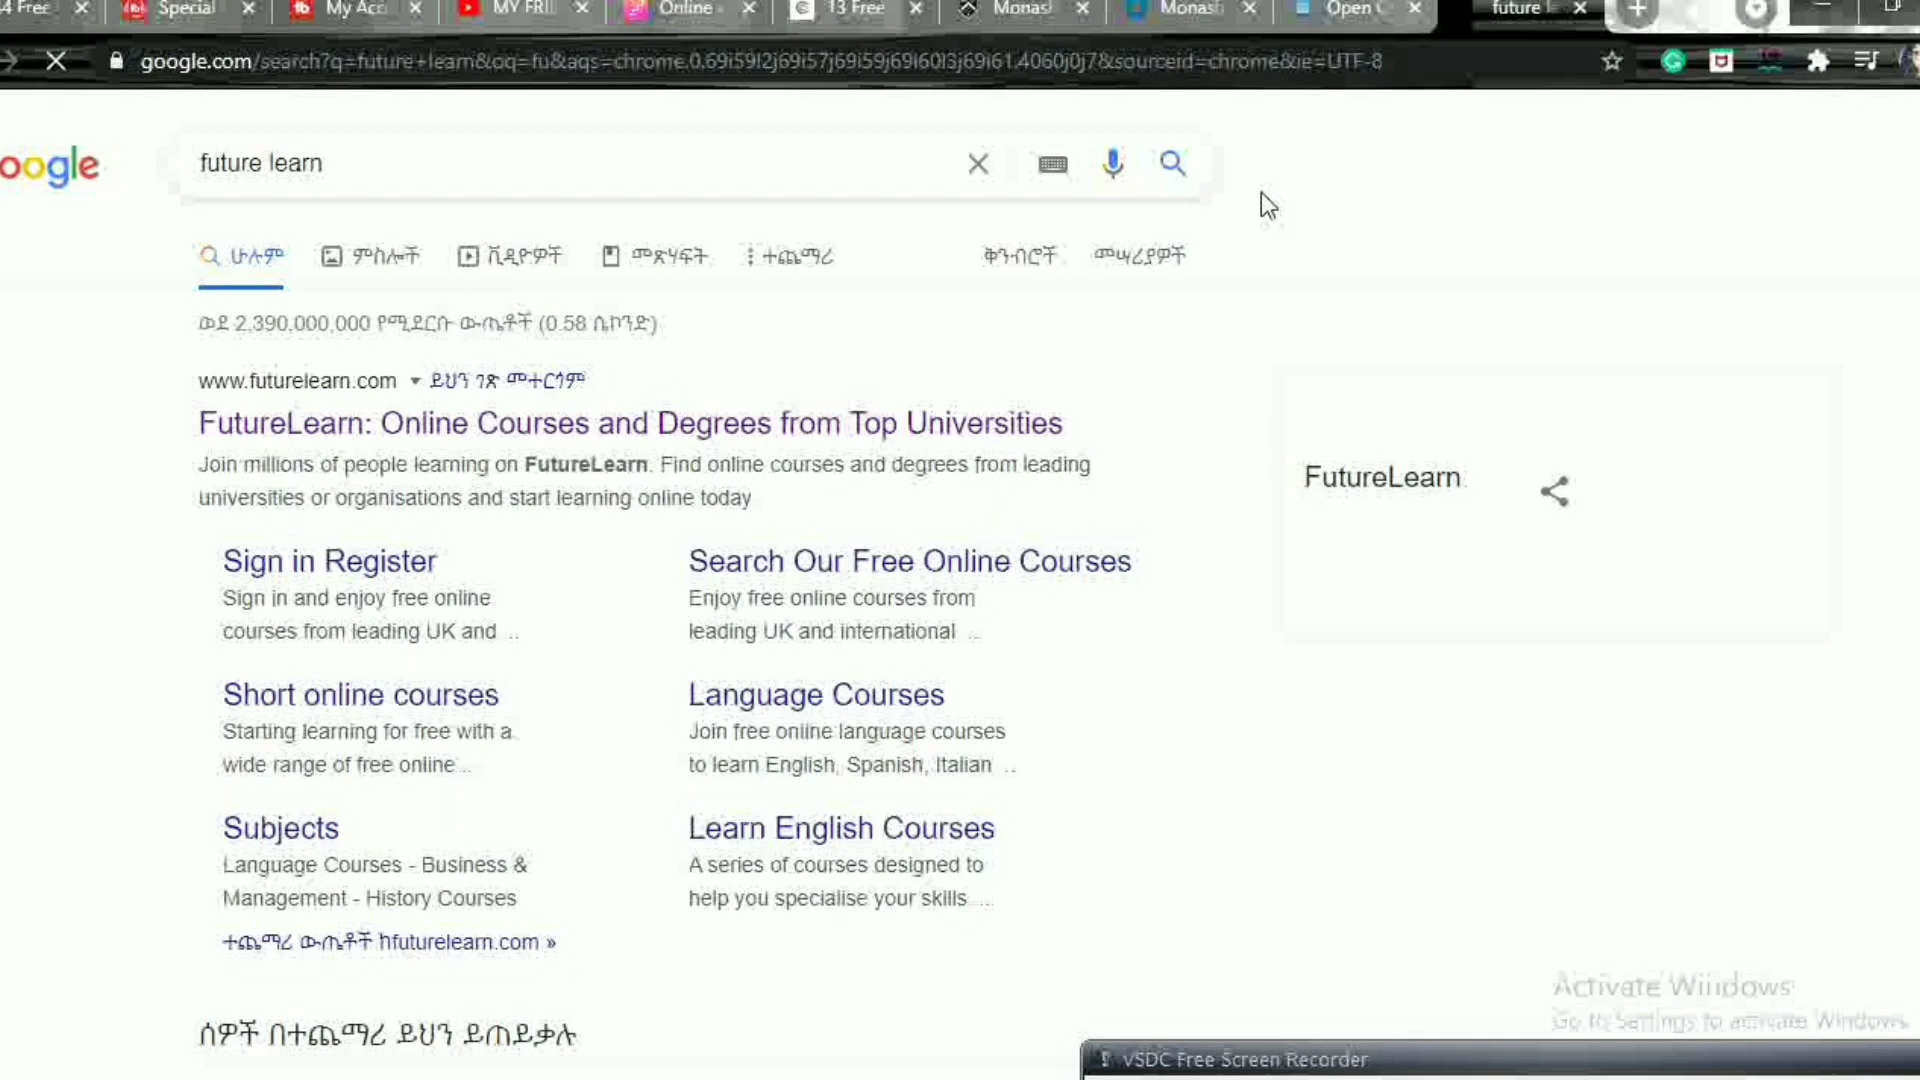 4 Free
Special
My Acc
MY FRI
Online
13 Free
Monas
Monas
Open
future
google.com/search?q=future+learn&oq=fu&aqs=chrome.0.69i59l2j69i57j69i59j69i60l3j69i61.4060j0j7&sourceid=chrome&ie=UTF-8
oogle
future learn
ሁሉም
ምስሎች
ቪዲዮዎች
መጽሃፍት
ተጨማሪ
ቅንብሮች
መሣሪያዎች
ወደ 2,390,000,000 የሚደርሱ ውጤቶች (0.58 ሴኮንድ)
www.futurelearn.com ይህን ገጽ መተርጎም
FutureLearn: Online Courses and Degrees from Top Universities
Join millions of people learning on FutureLearn. Find online courses and degrees from leading
universities or organisations and start learning online today
FutureLearn
Sign in Register
Sign in and enjoy free online
courses from leading UK and ...
Search Our Free Online Courses
Enjoy free online courses from
leading UK and international ...
Short online courses
Starting learning for free with a
wide range of free online ...
Language Courses
Join free online language courses
to learn English, Spanish, Italian ...
Subjects
Language Courses - Business &
Management - History Courses
Learn English Courses
A series of courses designed to
help you specialise your skills ...
ተጨማሪ ውጤቶች ከfuturelearn.com »
ሰዎች በተጨማሪ ይህን ይጠይቃሉ
Activate Windows
Go to Settings to activate Windows.
VSDC Free Screen Recorder